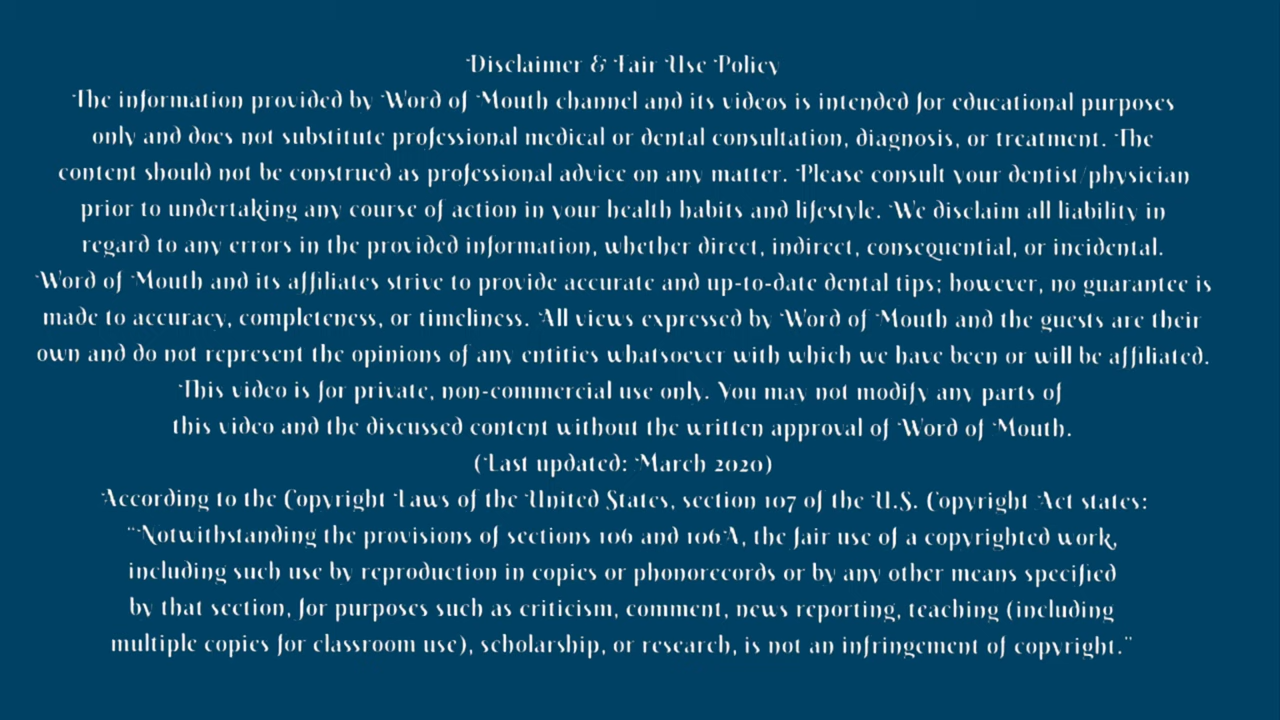 Disclaimer & Fair Use Policy
The information provided by Word of Mouth channel and its videos is intended for educational purposes
only and does not substitute professional medical or dental consultation, diagnosis, or treatment. The
content should not be construed as professional advice on any matter. Please consult your dentist/physician
prior to undertaking any course of action in your health habits and lifestyle. We disclaim all liability in
regard to any errors in the provided information, whether direct, indirect, consequential, or incidental.
Word of Mouth and its affiliates strive to provide accurate and up-to-date dental tips; however, no guarantee is
made to accuracy, completeness, or timeliness. All views expressed by Word of Mouth and the guests are their
own and do not represent the opinions of any entities whatsoever with which we have been or will be affiliated.
This video is for private, non-commercial use only. You may not modify any parts of
this video and the discussed content without the written approval of Word of Mouth.
(Last updated: March 2020)
According to the Copyright Laws of the United States, section 107 of the U.S. Copyright Act states:
"Notwithstanding the provisions of sections 106 and 106A, the fair use of a copyrighted work,
including such use by reproduction in copies or phonorecords or by any other means specified
by that section, for purposes such as criticism, comment, news reporting, teaching (including
multiple copies for classroom use), scholarship, or research, is not an infringement of copyright."